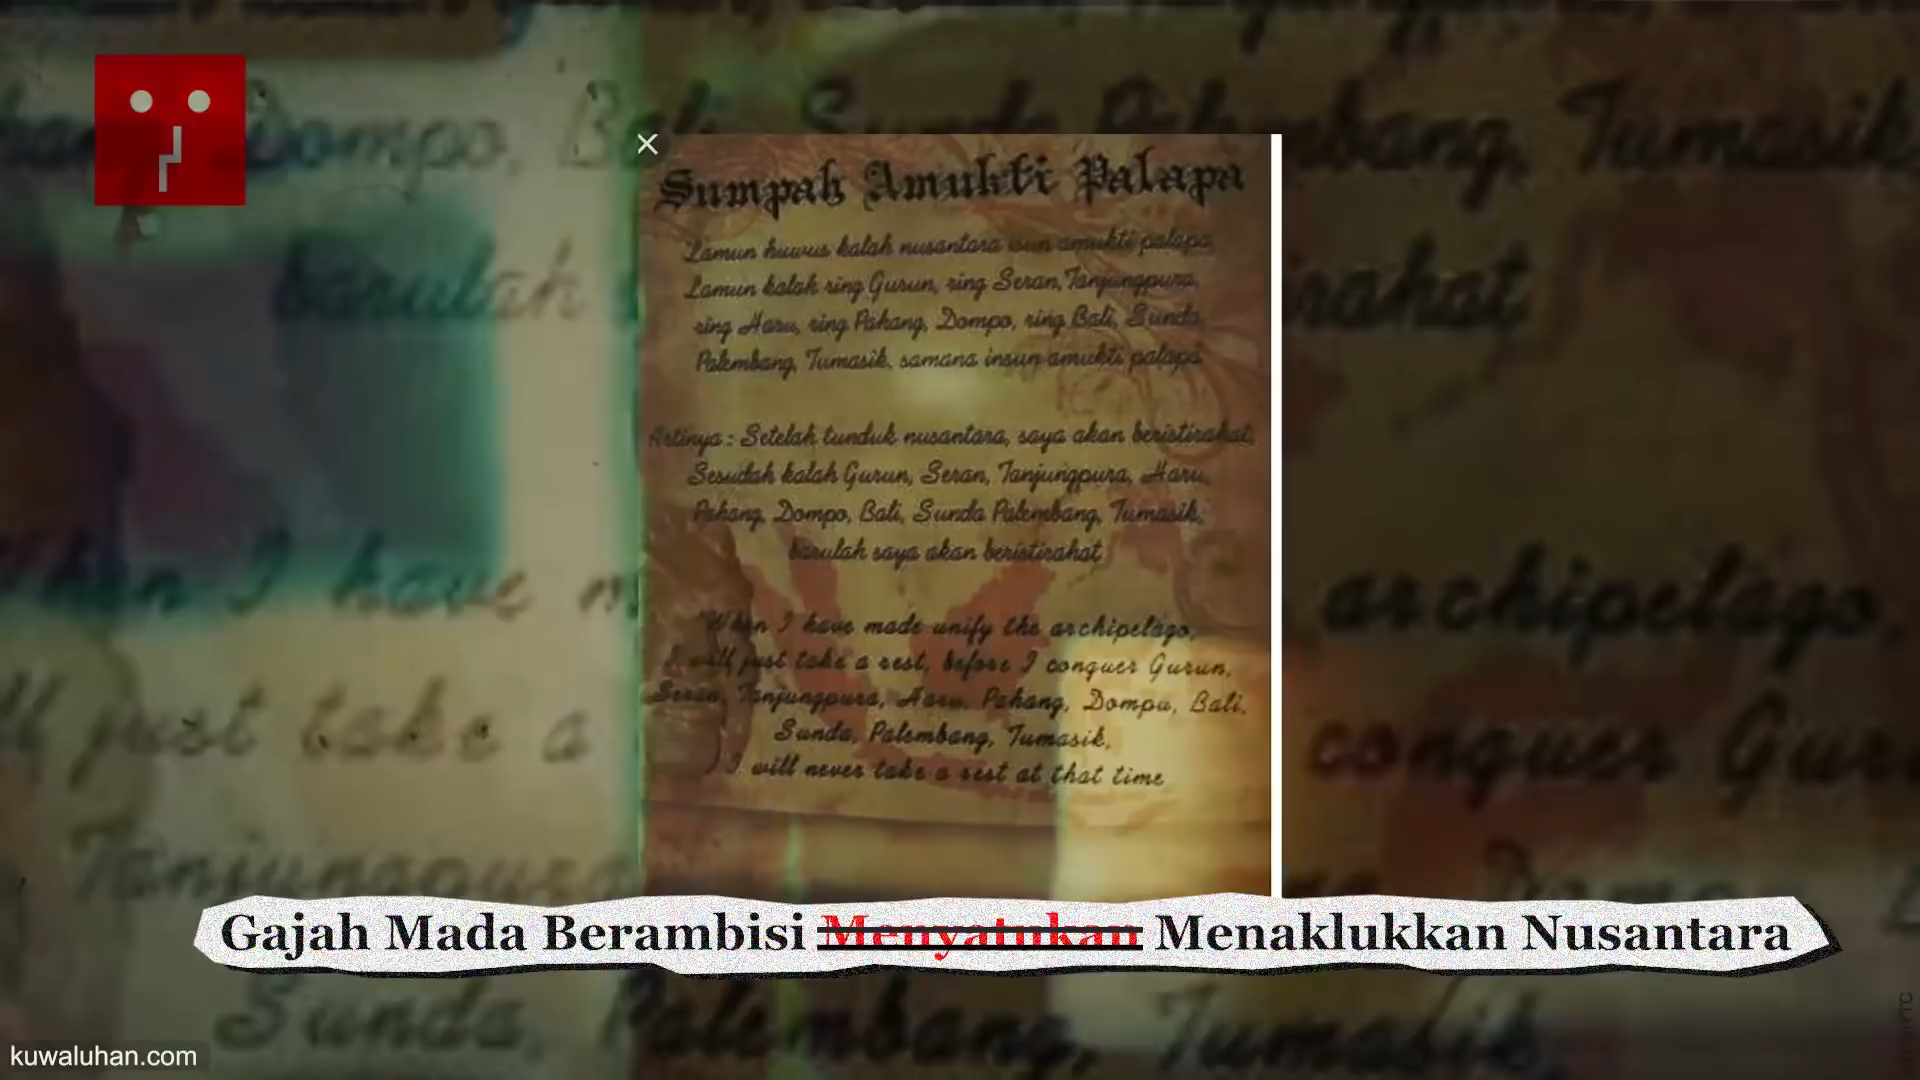 Sumpah Amukti Palapa
"Lamun huwus kalah nusantara isun amukti palapa
Lamun kalah ring Gurun, ring Seran, Tanjungpura,
ring Haru, ring Pahang, Dompo, ring Bali, Sunda
Palembang, Tumasik, samana insun amukti palapa"
Artinya : Setelah tunduk nusantara, saya akan beristirahat,
Sesudah kalah Gurun, Seran, Tanjungpura, Haru,
Pahang, Dompo, Bali, Sunda Palembang, Tumasik,
barulah saya akan beristirahat
"When I have made unify the archipelago,
I will just take a rest, before I conquer Gurun,
Seran, Tanjungpura, Haru, Pahang, Dompu, Bali,
Sunda, Palembang, Tumasik,
I will never take a rest at that time
Gajah Mada Berambisi Menyatukan Menaklukkan Nusantara
kuwaluhan.com